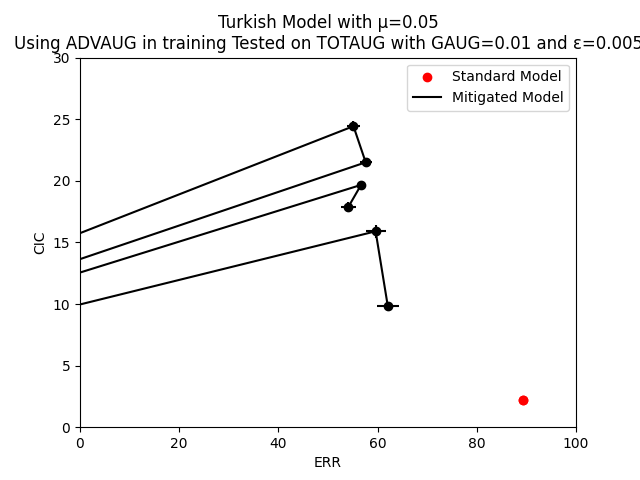 Turkish Model with μ=0.05
Using ADVAUG in training Tested on TOTAUG with GAUG=0.01 and ε=0.005
Standard Model
Mitigated Model
30
25
20
15
10
5
0
CIC
0 20 40 60 80 100
ERR